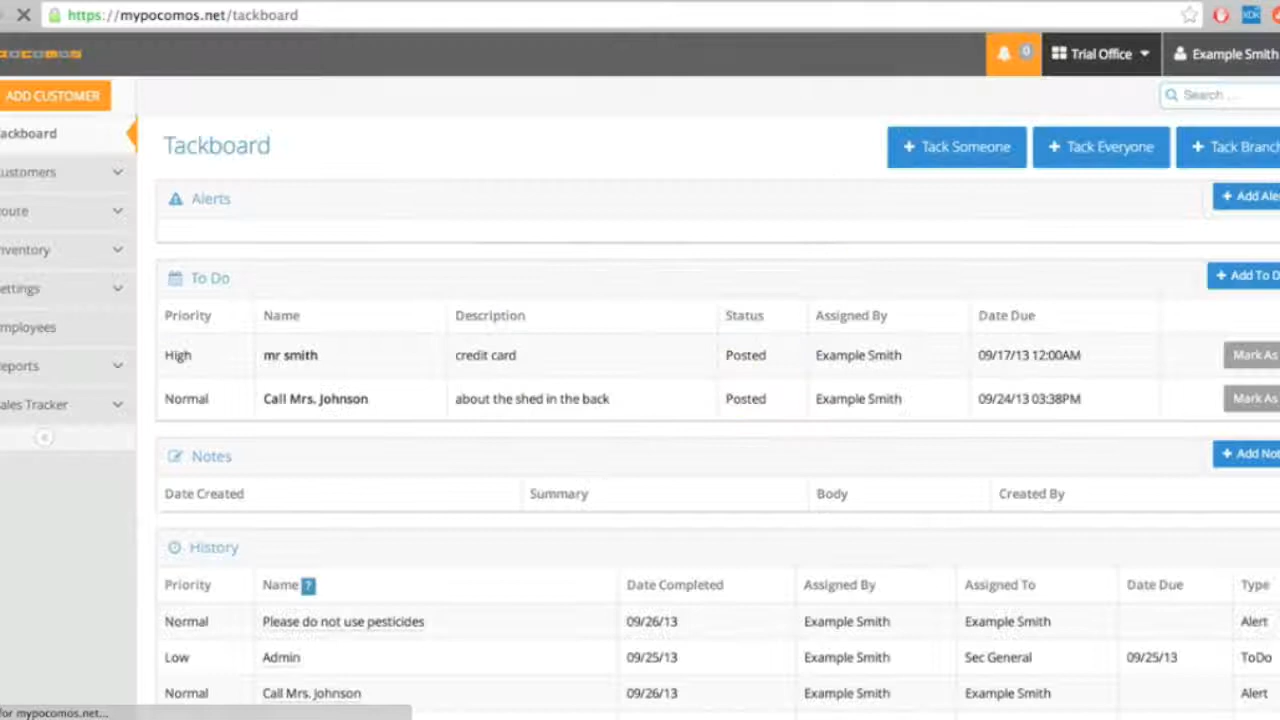 https://mypocomos.net/tackboard
XDK
pocomos
0
Trial Office
Example Smith
ADD CUSTOMER
Search ...
ackboard
Tackboard
+ Tack Someone
+ Tack Everyone
+ Tack Branch
ustomers
Alerts
+ Add Ale
oute
nventory
To Do
+ Add To D
ettings
Priority Name Description Status Assigned By Date Due
mployees
High mr smith credit card Posted Example Smith 09/17/13 12:00AM Mark As
eports
Normal Call Mrs. Johnson about the shed in the back Posted Example Smith 09/24/13 03:38PM Mark As
ales Tracker
Notes
+ Add Not
Date Created Summary Body Created By
History
Priority Name ? Date Completed Assigned By Assigned To Date Due Type
Normal Please do not use pesticides 09/26/13 Example Smith Example Smith Alert
Low Admin 09/25/13 Example Smith Sec General 09/25/13 ToDo
Normal Call Mrs. Johnson 09/26/13 Example Smith Example Smith Alert
for mypocomos.net...